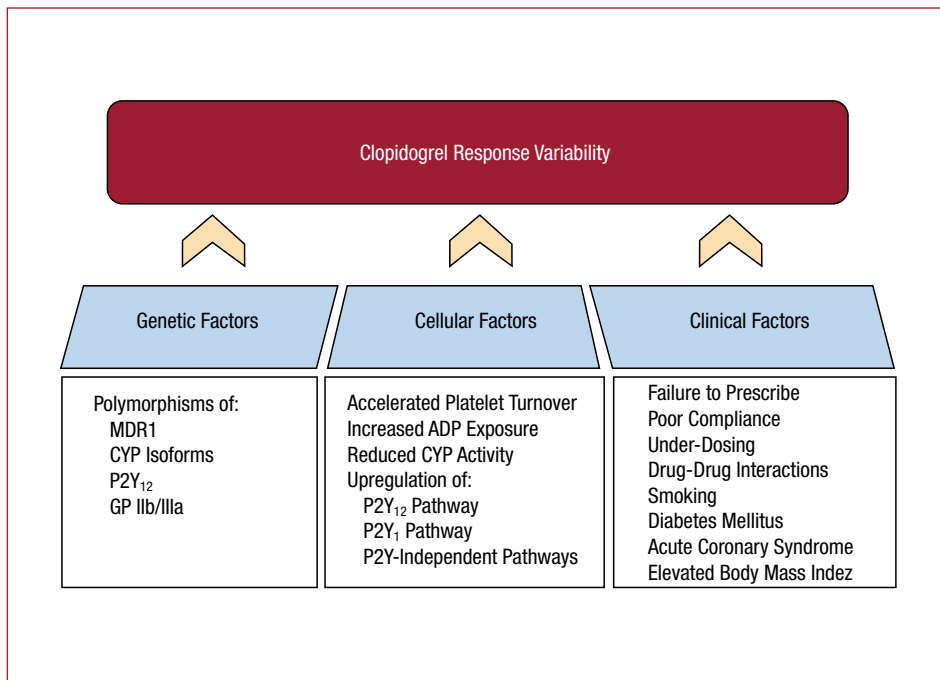 Clopidogrel Response Variability
Genetic Factors
Polymorphisms of:
MDR1
CYP Isoforms
P2Y₁₂
GP IIb/IIIa
Cellular Factors
Accelerated Platelet Turnover
Increased ADP Exposure
Reduced CYP Activity
Upregulation of:
P2Y₁₂ Pathway
P2Y₁ Pathway
P2Y-Independent Pathways
Clinical Factors
Failure to Prescribe
Poor Compliance
Under-Dosing
Drug-Drug Interactions
Smoking
Diabetes Mellitus
Acute Coronary Syndrome
Elevated Body Mass Indez